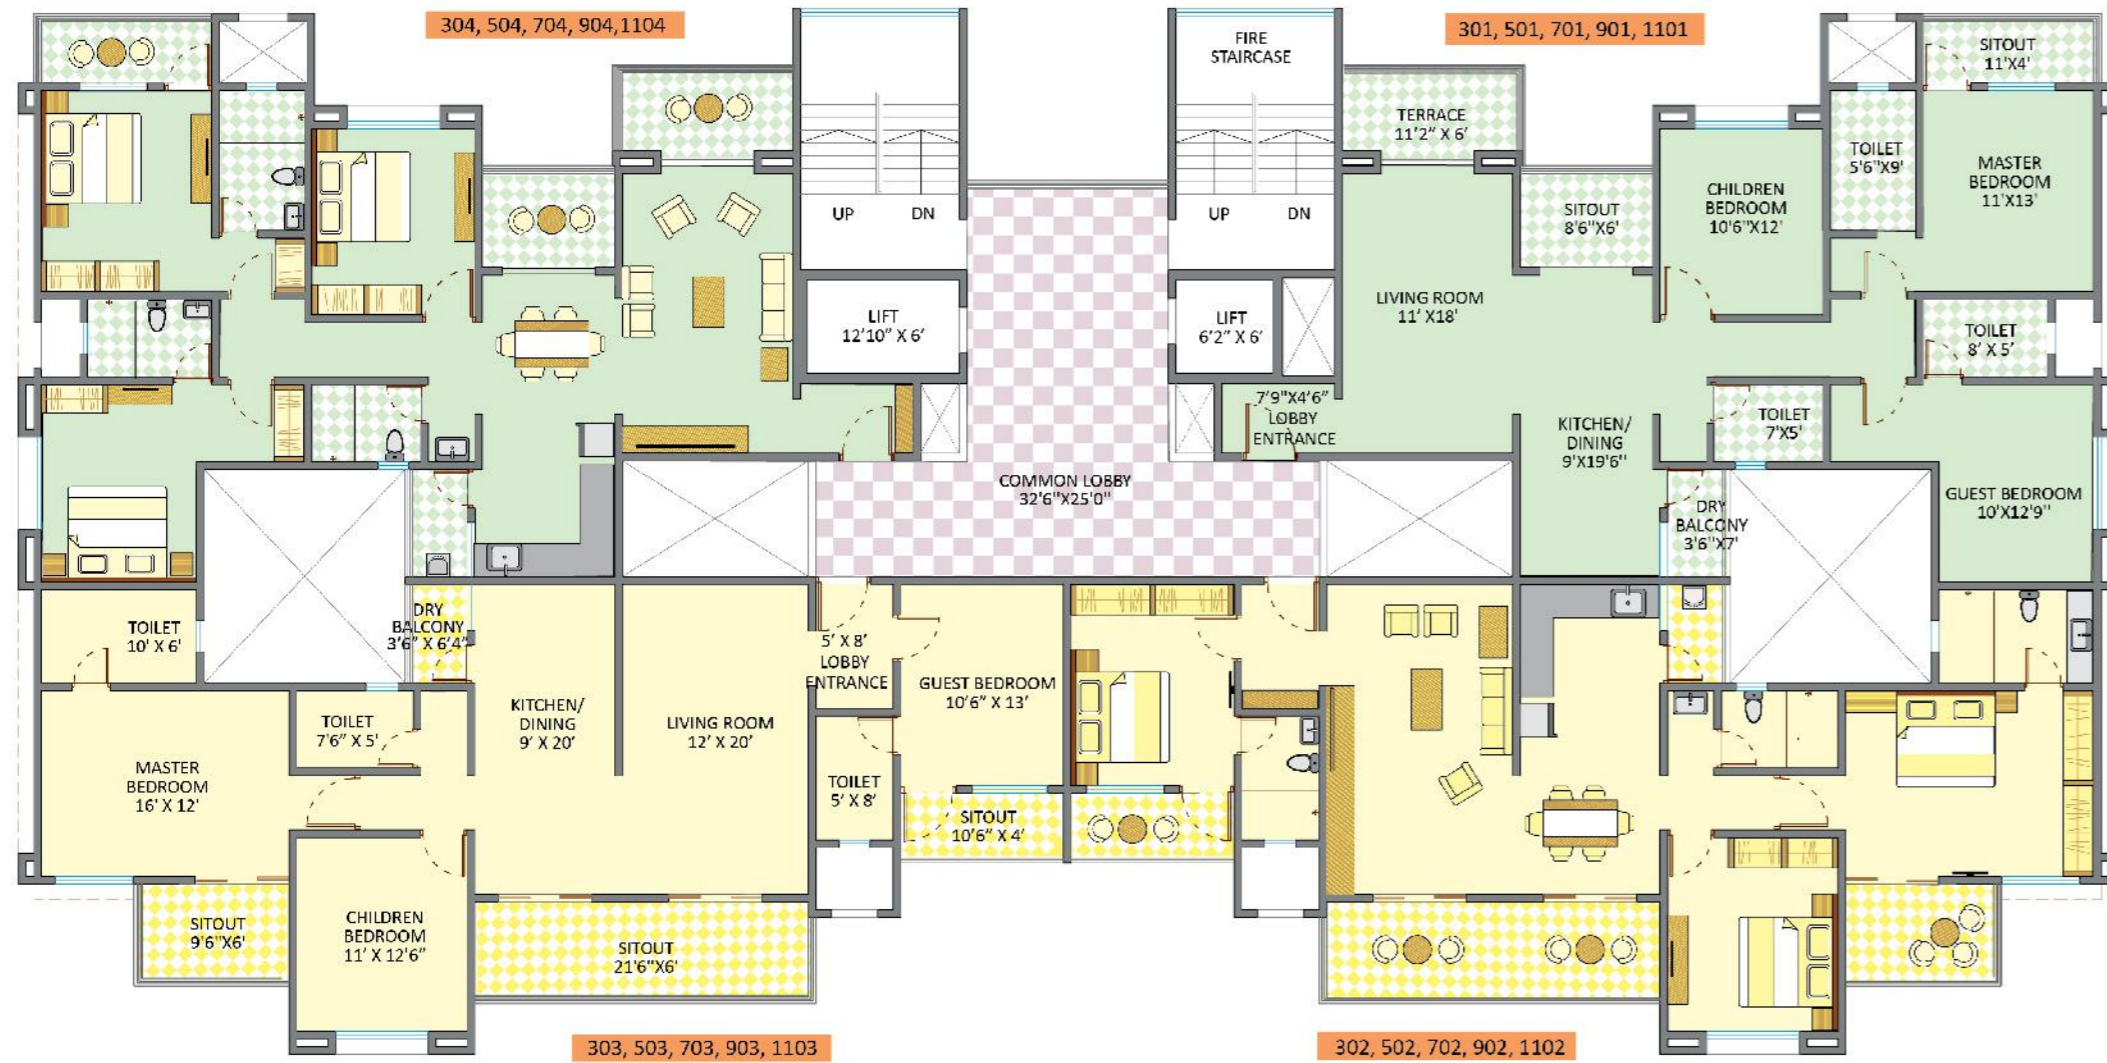 304, 504, 704, 904,1104
301, 501, 701, 901, 1101
FIRE
STAIRCASE
UP DN
UP DN
LIFT
12'10" X 6'
LIFT
6'2" X 6'
TERRACE
11'2" X 6'
SITOUT
8'6"X6'
CHILDREN
BEDROOM
10'6"X12'
TOILET
5'6"X9'
SITOUT
11'X4'
MASTER
BEDROOM
11'X13'
LIVING ROOM
11' X18'
TOILET
8' X 5'
7'9"X4'6"
LOBBY
ENTRANCE
KITCHEN/
DINING
9'X19'6"
TOILET
7'X5'
GUEST BEDROOM
10'X12'9"
DRY
BALCONY
3'6"X7'
COMMON LOBBY
32'6"X25'0"
TOILET
10' X 6'
DRY
BALCONY
3'6" X 6'4"
5' X 8'
LOBBY
ENTRANCE
GUEST BEDROOM
10'6" X 13'
TOILET
7'6" X 5'
KITCHEN/
DINING
9' X 20'
LIVING ROOM
12' X 20'
MASTER
BEDROOM
16' X 12'
TOILET
5' X 8'
SITOUT
10'6" X 4'
SITOUT
9'6"X6'
CHILDREN
BEDROOM
11' X 12'6"
SITOUT
21'6"X6'
303, 503, 703, 903, 1103
302, 502, 702, 902, 1102